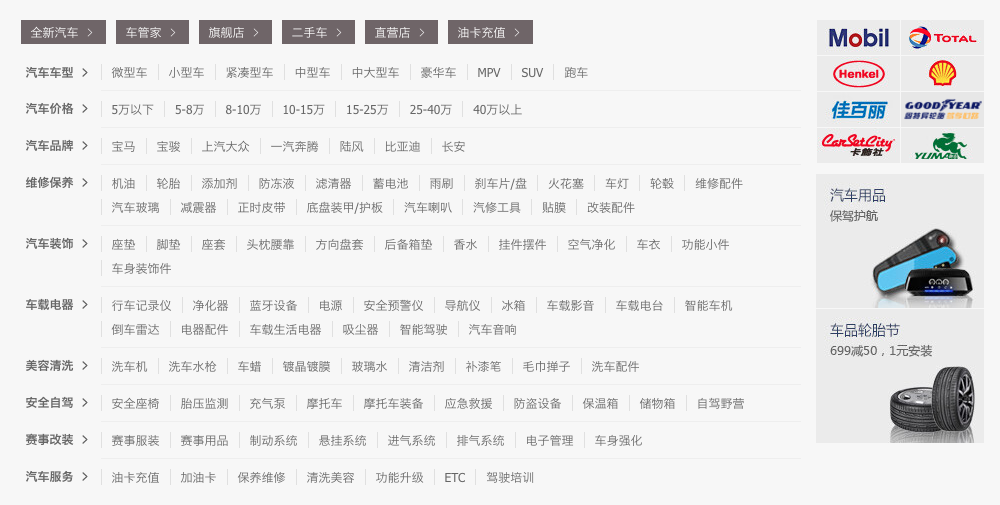 全新汽车 > 车管家 > 旗舰店 > 二手车 > 直营店 > 油卡充值 >
汽车车型 > 微型车 小型车 紧凑型车 中型车 中大型车 豪华车 MPV SUV 跑车
汽车价格 > 5万以下 5-8万 8-10万 10-15万 15-25万 25-40万 40万以上
汽车品牌 > 宝马 宝骏 上汽大众 一汽奔腾 陆风 比亚迪 长安
维修保养 > 机油 轮胎 添加剂 防冻液 滤清器 蓄电池 雨刷 刹车片/盘 火花塞 车灯 轮毂 维修配件
汽车玻璃 减震器 正时皮带 底盘装甲/护板 汽车喇叭 汽修工具 贴膜 改装配件
汽车装饰 > 座垫 脚垫 座套 头枕腰靠 方向盘套 后备箱垫 香水 挂件摆件 空气净化 车衣 功能小件
车身装饰件
车载电器 > 行车记录仪 净化器 蓝牙设备 电源 安全预警仪 导航仪 冰箱 车载影音 车载电台 智能车机
倒车雷达 电器配件 车载生活电器 吸尘器 智能驾驶 汽车音响
美容清洗 > 洗车机 洗车水枪 车蜡 镀晶镀膜 玻璃水 清洁剂 补漆笔 毛巾掸子 洗车配件
安全自驾 > 安全座椅 胎压监测 充气泵 摩托车 摩托车装备 应急救援 防盗设备 保温箱 储物箱 自驾野营
赛事改装 > 赛事服装 赛事用品 制动系统 悬挂系统 进气系统 排气系统 电子管理 车身强化
汽车服务 > 油卡充值 加油卡 保养维修 清洗美容 功能升级 ETC 驾驶培训
Mobil TOTAL
Henkel
佳百丽 GOODYEAR
固特异轮胎
CarSetCity
卡饰社
汽车用品
保驾护航
车品轮胎节
699减50，1元安装